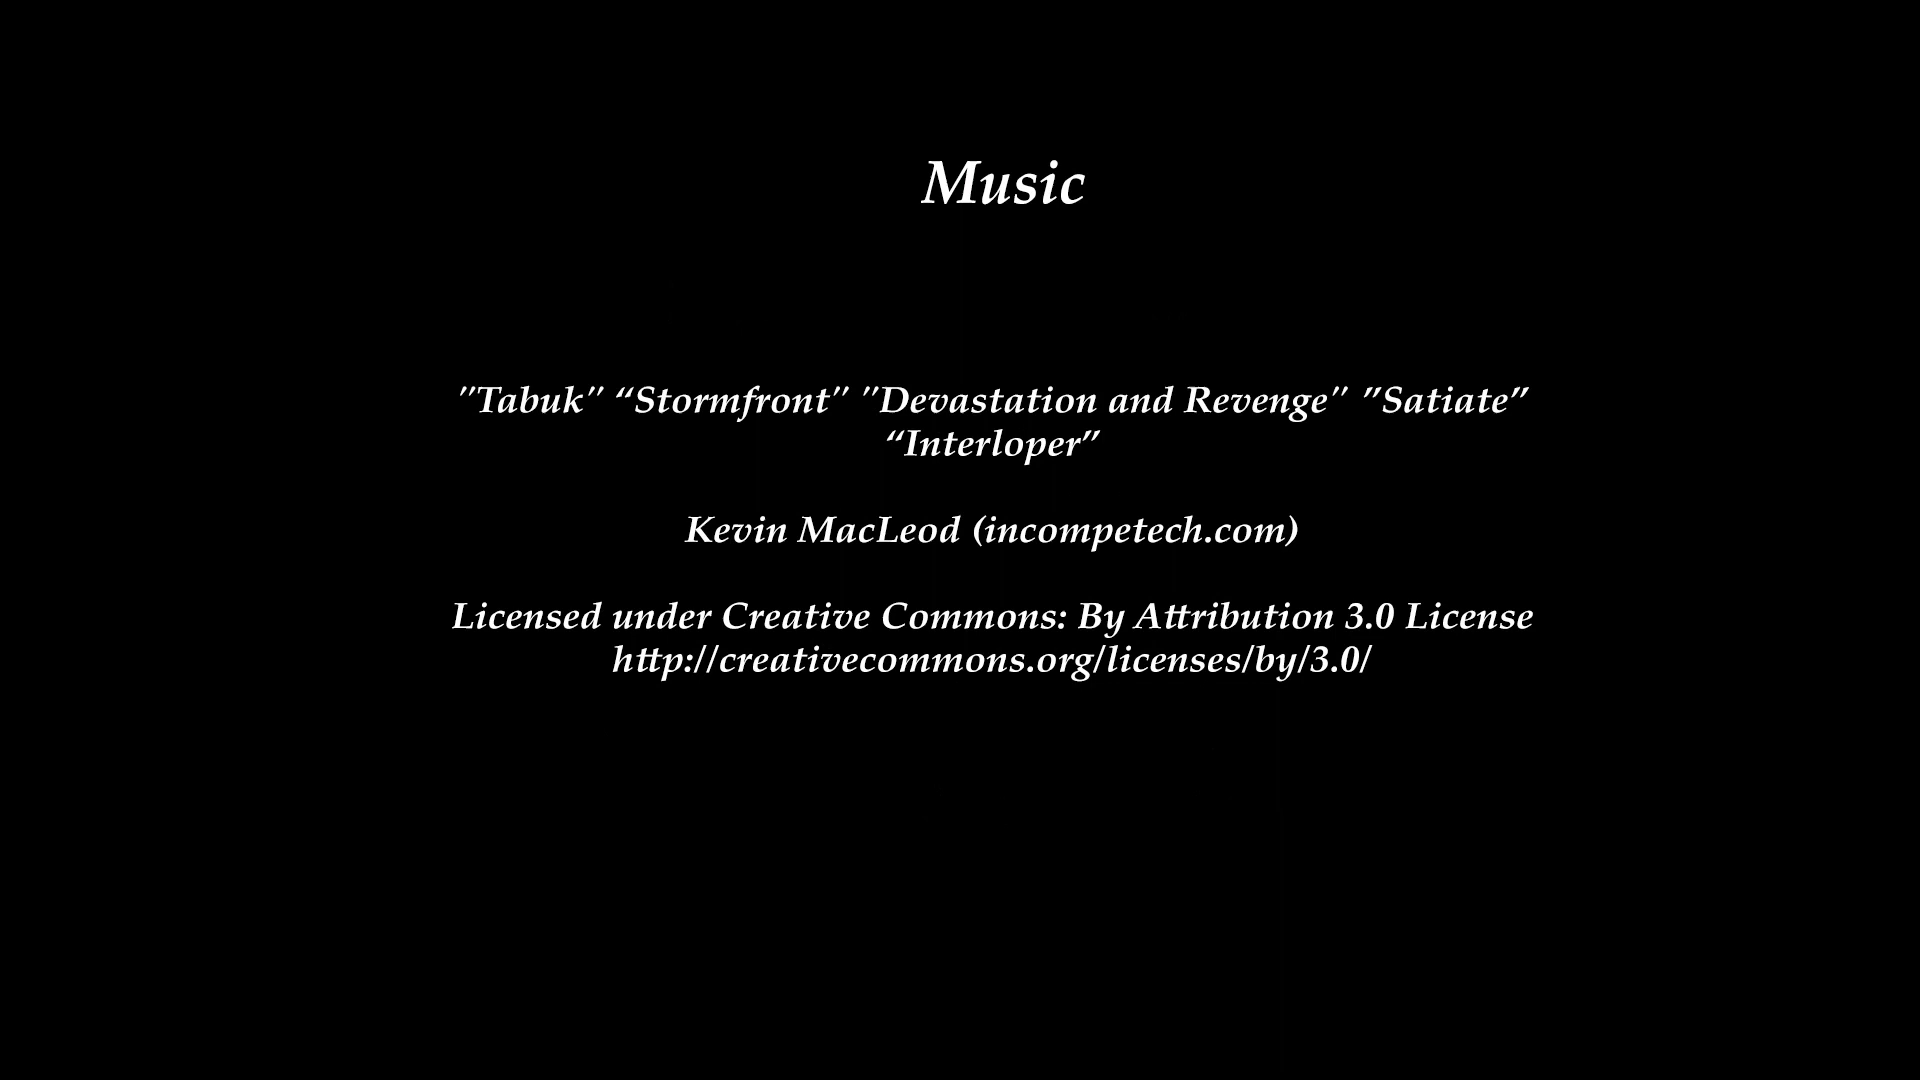 Music
"Tabuk" “Stormfront" "Devastation and Revenge" ”Satiate”
“Interloper”
Kevin MacLeod (incompetech.com)
Licensed under Creative Commons: By Attribution 3.0 License
http://creativecommons.org/licenses/by/3.0/